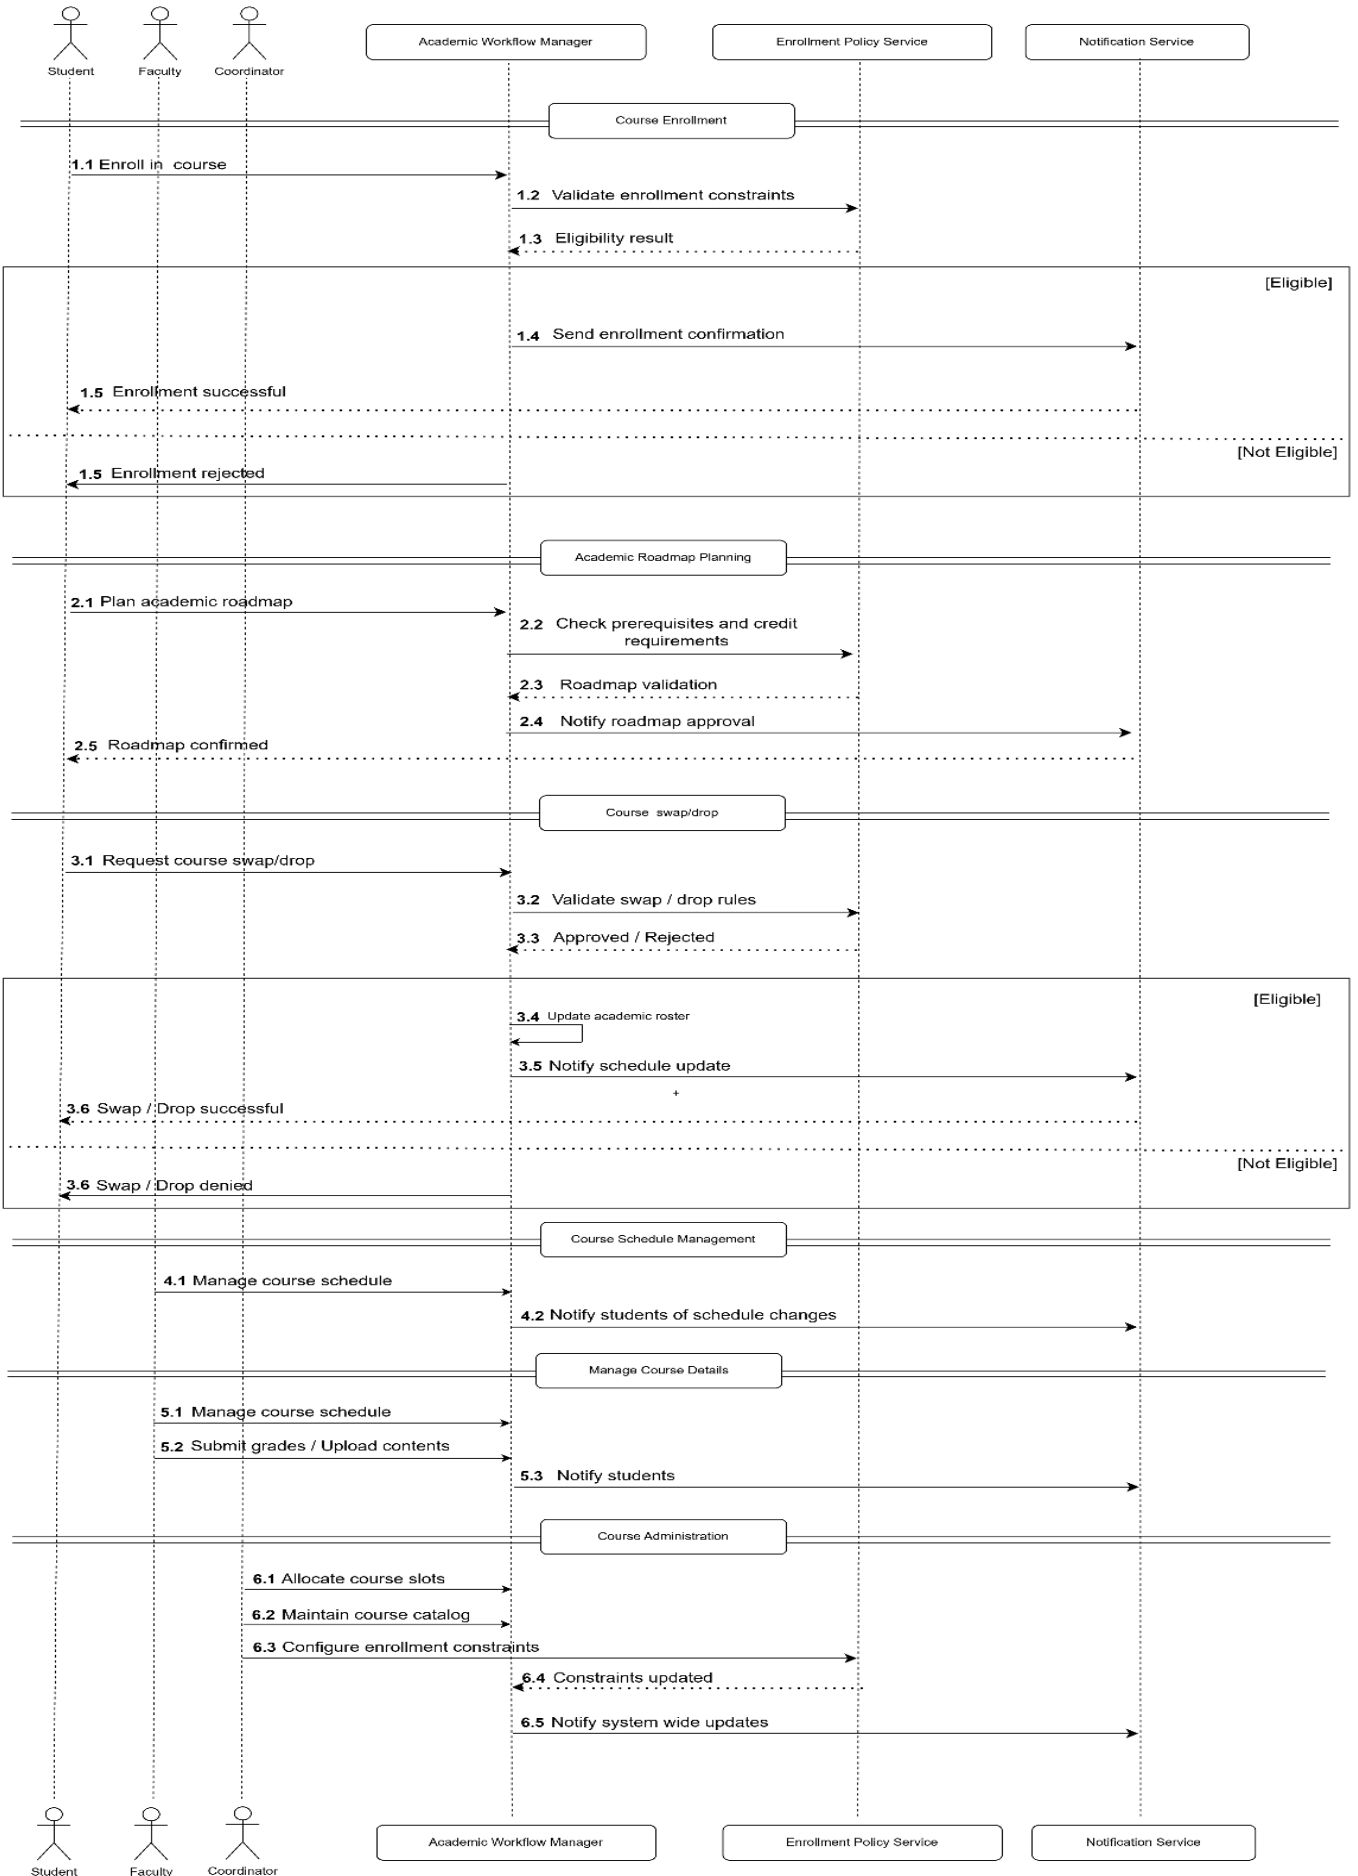 Student
Faculty
Coordinator
Academic Workflow Manager
Enrollment Policy Service
Notification Service
Course Enrollment
1.1 Enroll in course
1.2 Validate enrollment constraints
1.3 Eligibility result
[Eligible]
1.4 Send enrollment confirmation
1.5 Enrollment successful
[Not Eligible]
1.5 Enrollment rejected
Academic Roadmap Planning
2.1 Plan academic roadmap
2.2 Check prerequisites and credit
requirements
2.3 Roadmap validation
2.4 Notify roadmap approval
2.5 Roadmap confirmed
Course swap/drop
3.1 Request course swap/drop
3.2 Validate swap / drop rules
3.3 Approved / Rejected
[Eligible]
3.4 Update academic roster
3.5 Notify schedule update
+
3.6 Swap / Drop successful
[Not Eligible]
3.6 Swap / Drop denied
Course Schedule Management
4.1 Manage course schedule
4.2 Notify students of schedule changes
Manage Course Details
5.1 Manage course schedule
5.2 Submit grades / Upload contents
5.3 Notify students
Course Administration
6.1 Allocate course slots
6.2 Maintain course catalog
6.3 Configure enrollment constraints
6.4 Constraints updated
6.5 Notify system wide updates
Student
Faculty
Coordinator
Academic Workflow Manager
Enrollment Policy Service
Notification Service